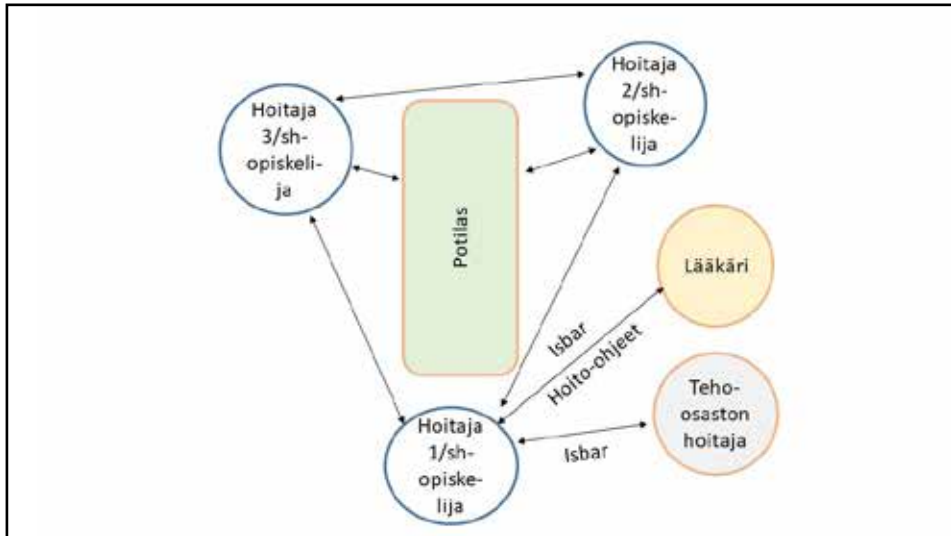 Hoitaja
2/sh-
opiske-
lija
Hoitaja
3/sh-
opiskeli-
ja
Potilas
Lääkäri
Isbar
Hoito-ohjeet
Teho-
osaston
hoitaja
Isbar
Hoitaja
1/sh-
opiske-
lija